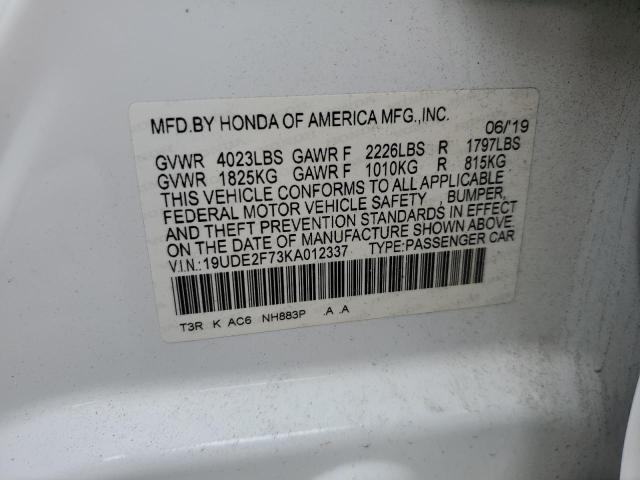 MFD.BY HONDA OF AMERICA MFG.,INC. 06/'19
GVWR 4023LBS GAWR F 2226LBS R 1797LBS
GVWR 1825KG GAWR F 1010KG R 815KG
THIS VEHICLE CONFORMS TO ALL APPLICABLE
FEDERAL MOTOR VEHICLE SAFETY , BUMPER,
AND THEFT PREVENTION STANDARDS IN EFFECT
ON THE DATE OF MANUFACTURE SHOWN ABOVE.
V.I.N.:19UDE2F73KA012337 TYPE:PASSENGER CAR
T3R K AC6 NH883P .A .A